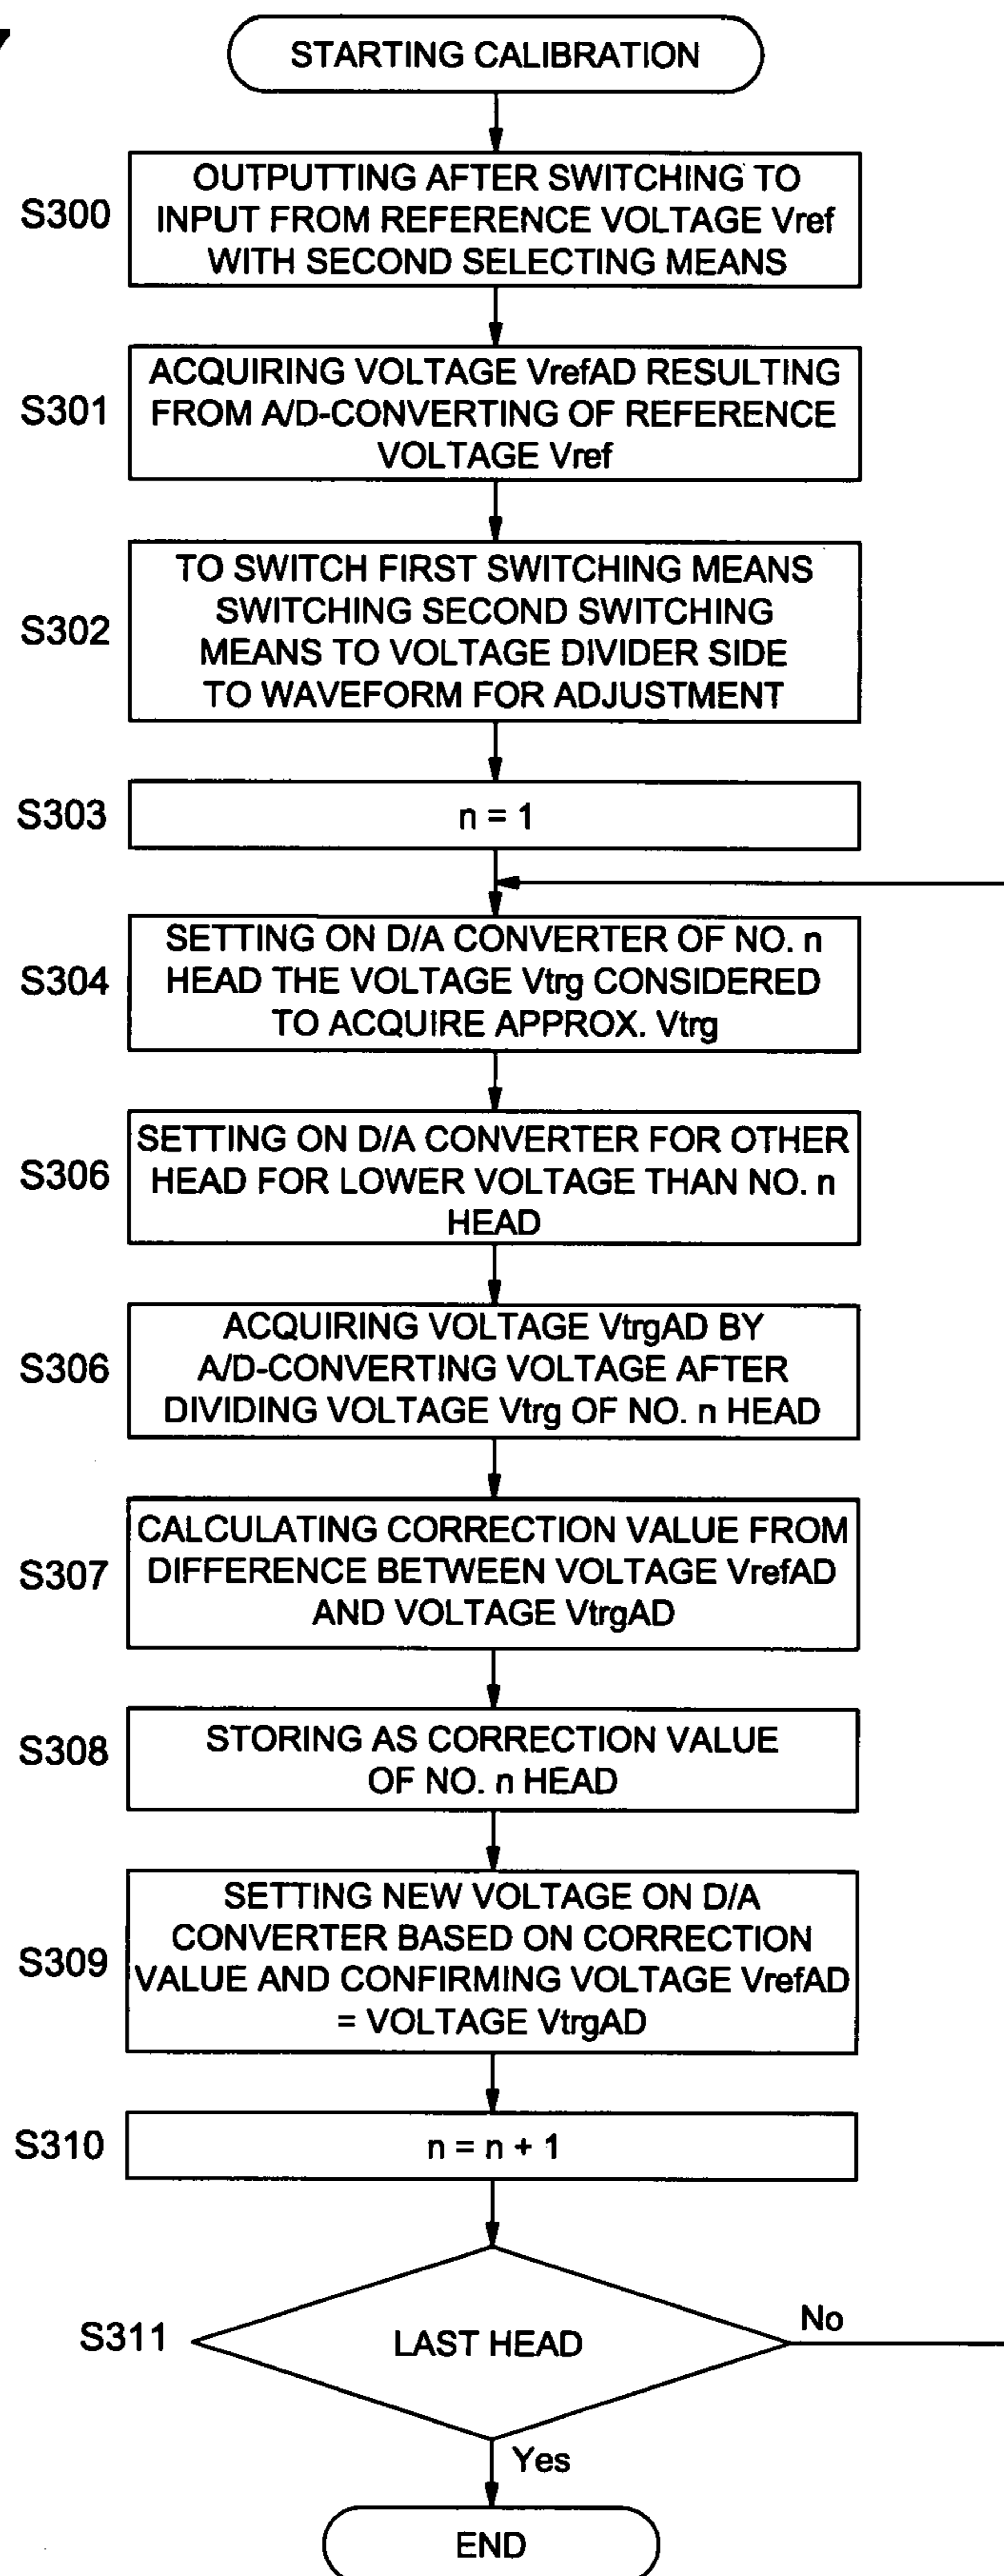 STARTING CALIBRATION
S300
OUTPUTTING AFTER SWITCHING TO
INPUT FROM REFERENCE VOLTAGE Vref
WITH SECOND SELECTING MEANS
S301
ACQUIRING VOLTAGE VrefAD RESULTING
FROM A/D-CONVERTING OF REFERENCE
VOLTAGE Vref
S302
TO SWITCH FIRST SWITCHING MEANS
SWITCHING SECOND SWITCHING
MEANS TO VOLTAGE DIVIDER SIDE
TO WAVEFORM FOR ADJUSTMENT
S303
n = 1
S304
SETTING ON D/A CONVERTER OF NO. n
HEAD THE VOLTAGE Vtrg CONSIDERED
TO ACQUIRE APPROX. Vtrg
S306
SETTING ON D/A CONVERTER FOR OTHER
HEAD FOR LOWER VOLTAGE THAN NO. n
HEAD
S306
ACQUIRING VOLTAGE VtrgAD BY
A/D-CONVERTING VOLTAGE AFTER
DIVIDING VOLTAGE Vtrg OF NO. n HEAD
S307
CALCULATING CORRECTION VALUE FROM
DIFFERENCE BETWEEN VOLTAGE VrefAD
AND VOLTAGE VtrgAD
S308
STORING AS CORRECTION VALUE
OF NO. n HEAD
S309
SETTING NEW VOLTAGE ON D/A
CONVERTER BASED ON CORRECTION
VALUE AND CONFIRMING VOLTAGE VrefAD
= VOLTAGE VtrgAD
S310
n = n + 1
S311
LAST HEAD
No
Yes
END